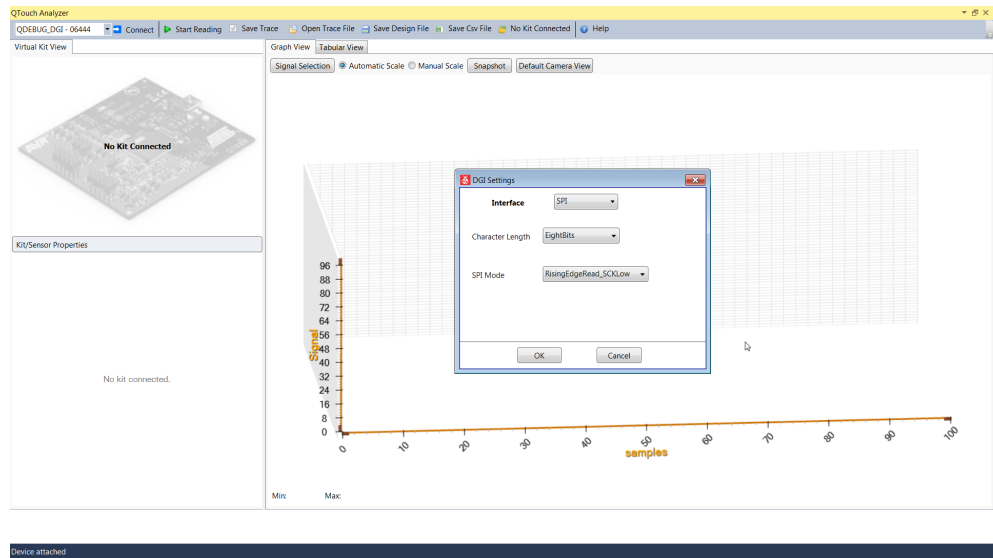 QTouch Analyzer
QDEBUG_DGI - 06444 Connect Start Reading Save Trace Open Trace File Save Design File Save Csv File No Kit Connected Help
Virtual Kit View
Graph View Tabular View
Signal Selection Automatic Scale Manual Scale Snapshot Default Camera View
No Kit Connected
Kit/Sensor Properties
No kit connected.
DGI Settings
Interface SPI
Character Length EightBits
SPI Mode RisingEdgeRead_SCKLow
OK Cancel
96
88
80
72
64
56
48
40
32
24
16
8
0
Signal
0 10 20 30 40 50 60 70 80 90 100
samples
Min: Max:
Device attached